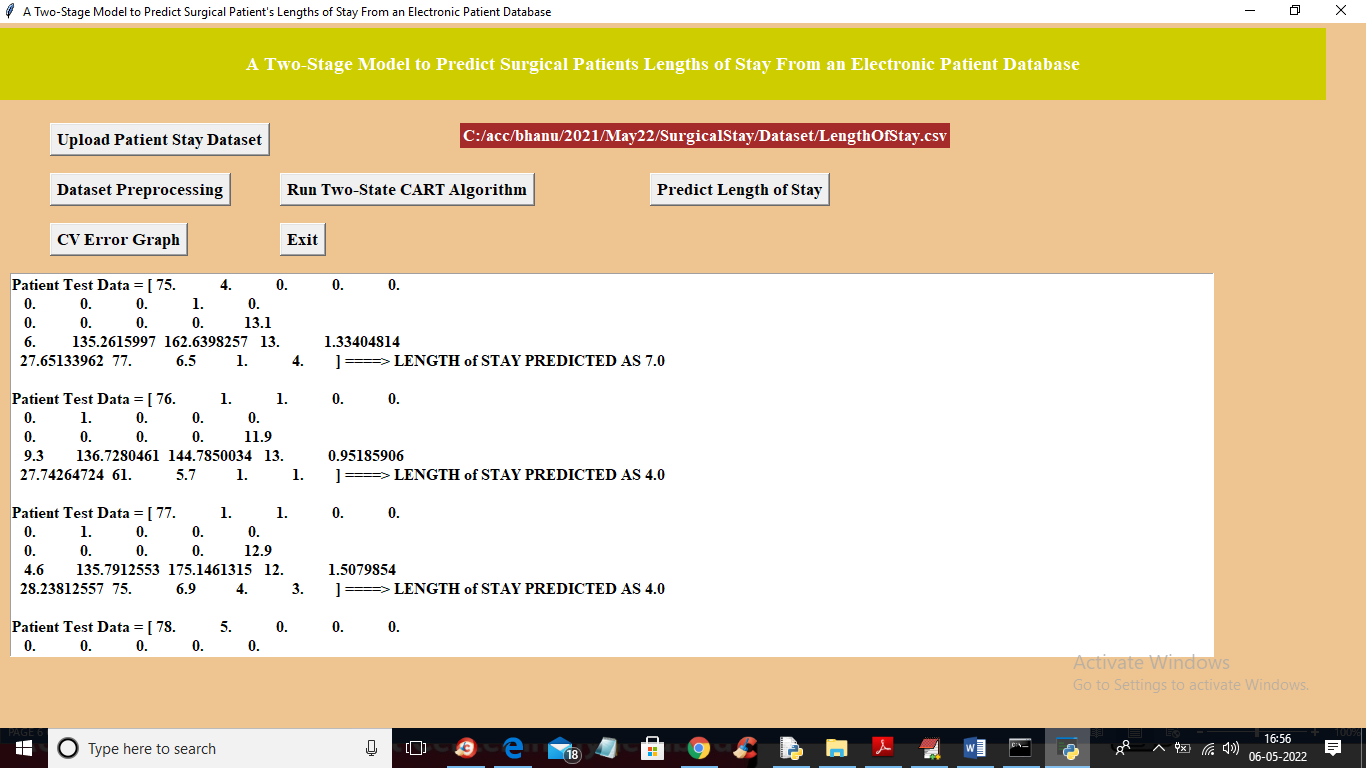 A Two-Stage Model to Predict Surgical Patient's Lengths of Stay From an Electronic Patient Database
A Two-Stage Model to Predict Surgical Patients Lengths of Stay From an Electronic Patient Database
Upload Patient Stay Dataset
C:/acc/bhanu/2021/May22/SurgicalStay/Dataset/LengthOfStay.csv
Dataset Preprocessing Run Two-State CART Algorithm Predict Length of Stay
CV Error Graph Exit
Patient Test Data = [ 75. 4. 0. 0. 0.
0. 0. 0. 1. 0.
0. 0. 0. 0. 13.1
6. 135.2615997 162.6398257 13. 1.33404814
27.65133962 77. 6.5 1. 4. ] ====> LENGTH of STAY PREDICTED AS 7.0
Patient Test Data = [ 76. 1. 1. 0. 0.
0. 1. 0. 0. 0.
0. 0. 0. 0. 11.9
9.3 136.7280461 144.7850034 13. 0.95185906
27.74264724 61. 5.7 1. 1. ] ====> LENGTH of STAY PREDICTED AS 4.0
Patient Test Data = [ 77. 1. 1. 0. 0.
0. 1. 0. 0. 0.
0. 0. 0. 0. 12.9
4.6 135.7912553 175.1461315 12. 1.5079854
28.23812557 75. 6.9 4. 3. ] ====> LENGTH of STAY PREDICTED AS 4.0
Patient Test Data = [ 78. 5. 0. 0. 0.
0. 0. 0. 0. 0.
Activate Windows
Go to Settings to activate Windows.
Type here to search
18
16:56
06-05-2022